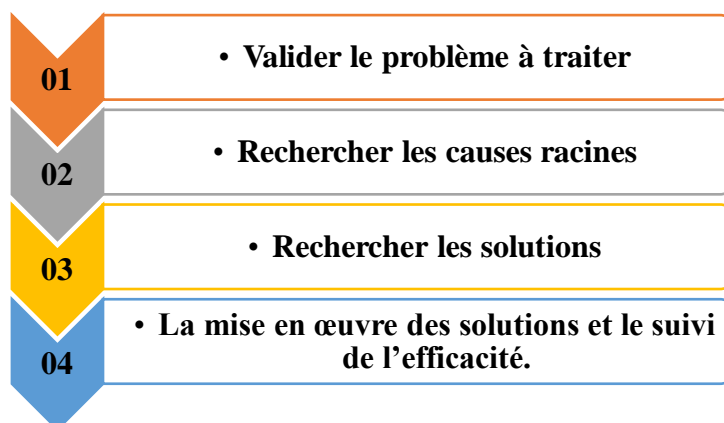 01
• Valider le problème à traiter
02
• Rechercher les causes racines
03
• Rechercher les solutions
04
• La mise en œuvre des solutions et le suivi
de l’efficacité.